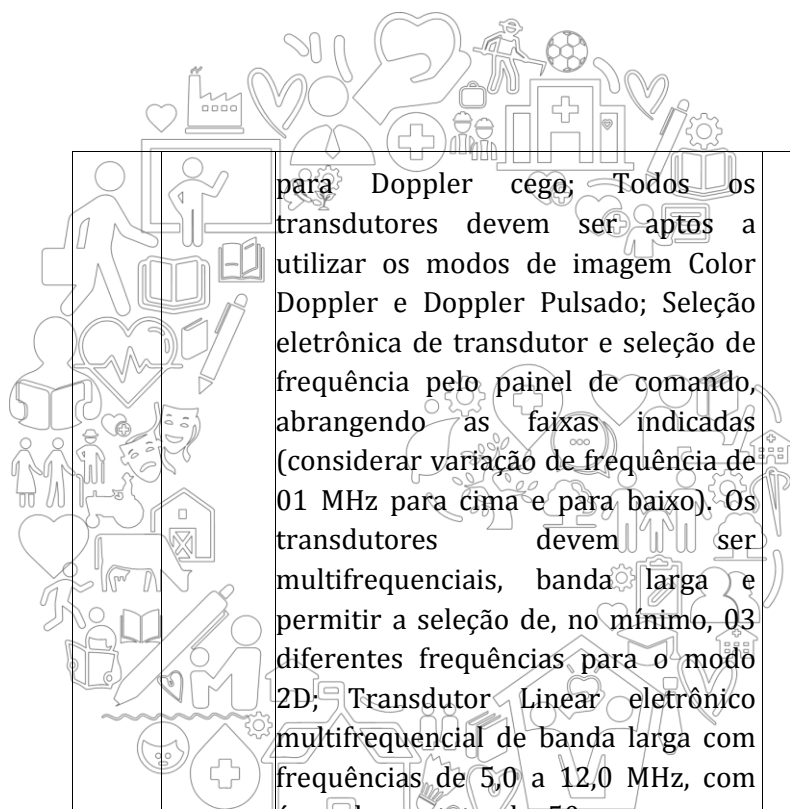 para Doppler cego; Todos os
transdutores devem ser aptos a
utilizar os modos de imagem Color
Doppler e Doppler Pulsado; Seleção
eletrônica de transdutor e seleção de
frequência pelo painel de comando,
abrangendo as faixas indicadas
(considerar variação de frequência de
01 MHz para cima e para baixo). Os
transdutores devem ser
multifrequenciais, banda larga e
permitir a seleção de, no mínimo, 03
diferentes frequências para o modo
2D; Transdutor Linear eletrônico
multifrequencial de banda larga com
frequências de 5,0 a 12,0 MHz, com